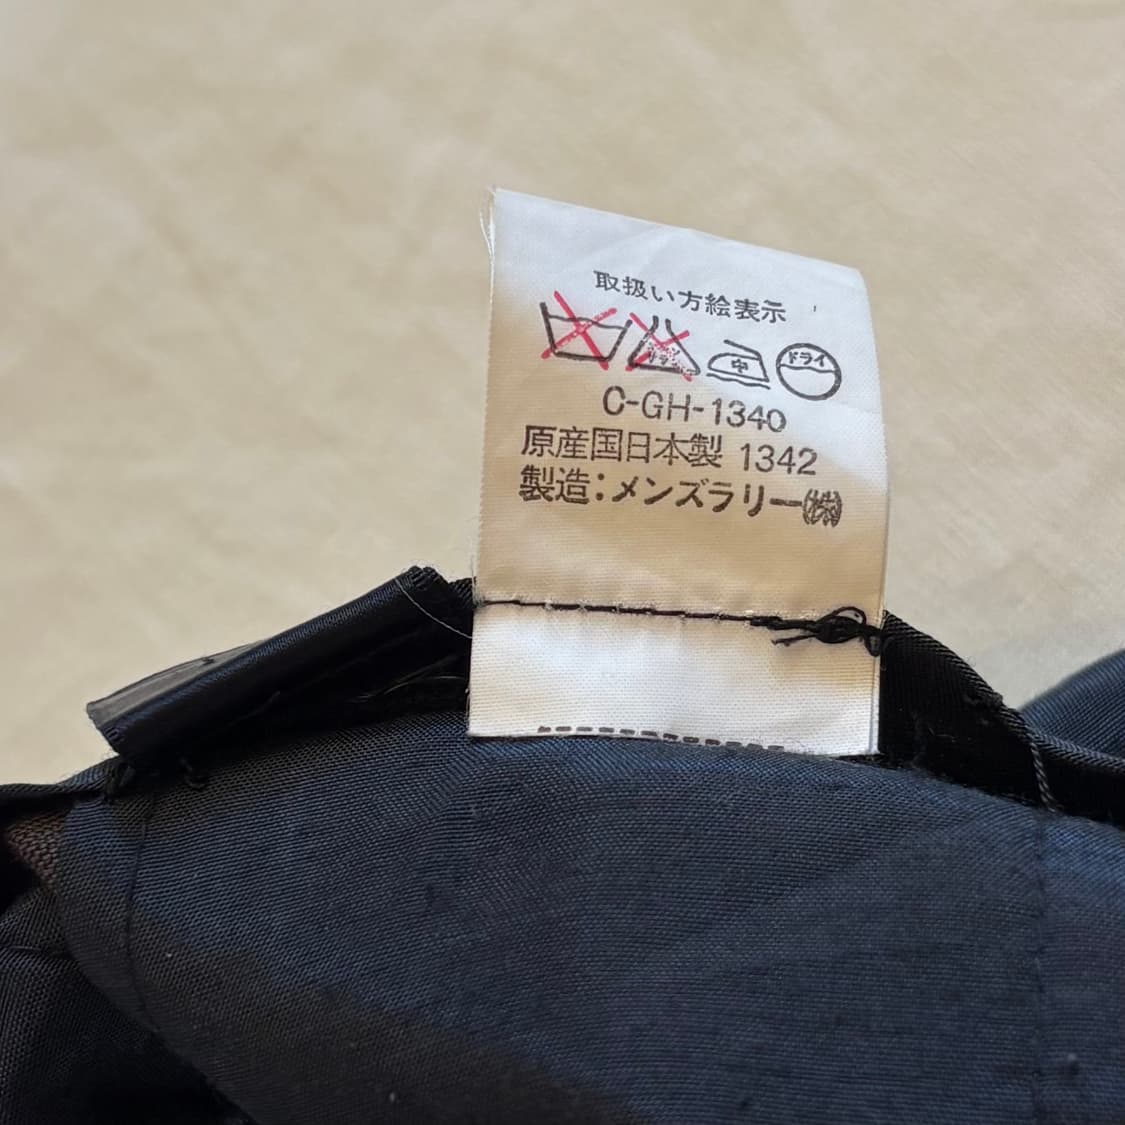 取扱い方絵表示
中 ドライ
C-GH-1340
原産国日本製 1342
製造:メンズラリー㈱